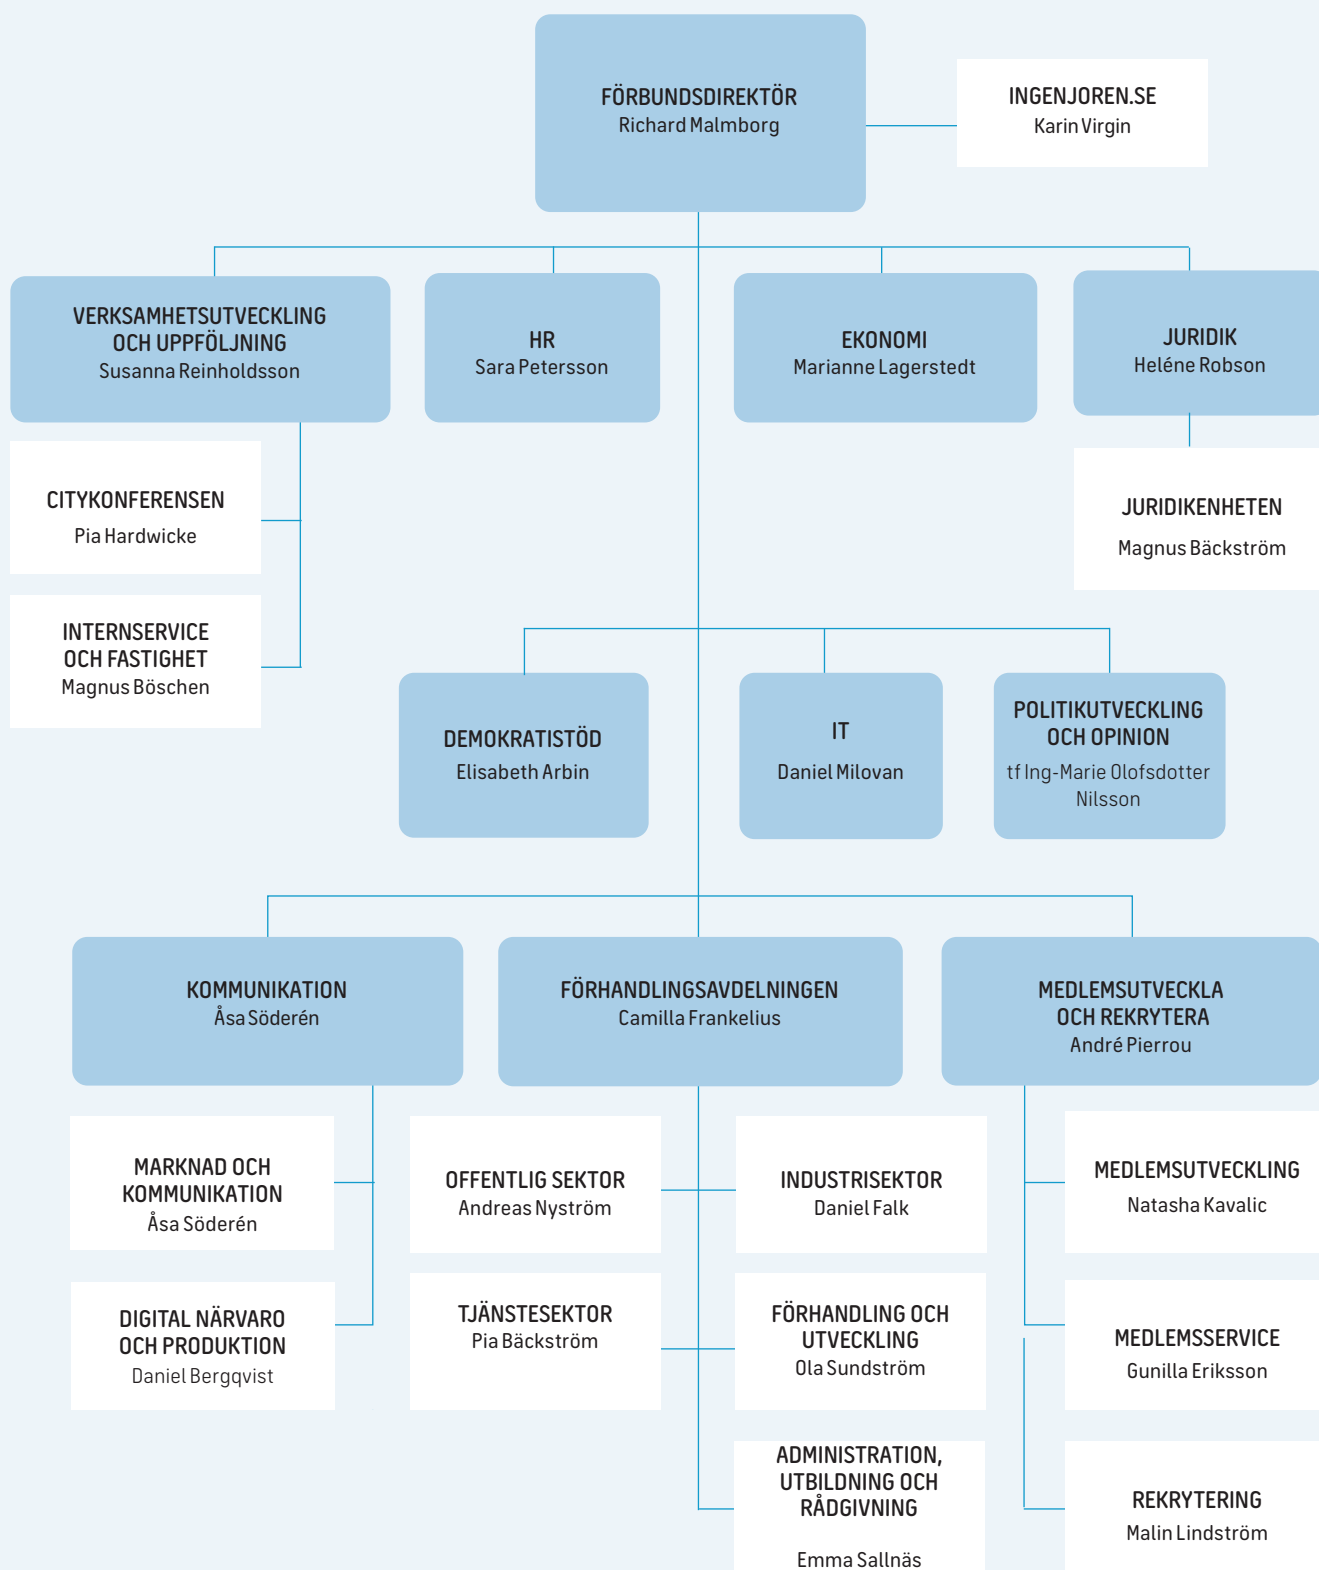 FÖRBUNDSDIREKTÖR
Richard Malmborg
INGENJOREN.SE
Karin Virgin
VERKSAMHETSUTVECKLING
OCH UPPFÖLJNING
Susanna Reinholdsson
HR
Sara Petersson
EKONOMI
Marianne Lagerstedt
JURIDIK
Heléne Robson
CITYKONFERENSEN
Pia Hardwicke
JURIDIKENHETEN
Magnus Bäckström
INTERNSERVICE
OCH FASTIGHET
Magnus Böschen
DEMOKRATISTÖD
Elisabeth Arbin
IT
Daniel Milovan
POLITIKUTVECKLING
OCH OPINION
tf Ing-Marie Olofsdotter
Nilsson
KOMMUNIKATION
Åsa Söderén
FÖRHANDLINGSAVDELNINGEN
Camilla Frankelius
MEDLEMSUTVECKLA
OCH REKRYTERA
André Pierrou
MARKNAD OCH
KOMMUNIKATION
Åsa Söderén
OFFENTLIG SEKTOR
Andreas Nyström
INDUSTRISEKTOR
Daniel Falk
MEDLEMSUTVECKLING
Natasha Kavalic
DIGITAL NÄRVARO
OCH PRODUKTION
Daniel Bergqvist
TJÄNSTESEKTOR
Pia Bäckström
FÖRHANDLING OCH
UTVECKLING
Ola Sundström
MEDLEMSSERVICE
Gunilla Eriksson
ADMINISTRATION,
UTBILDNING OCH
RÅDGIVNING
Emma Sallnäs
REKRYTERING
Malin Lindström